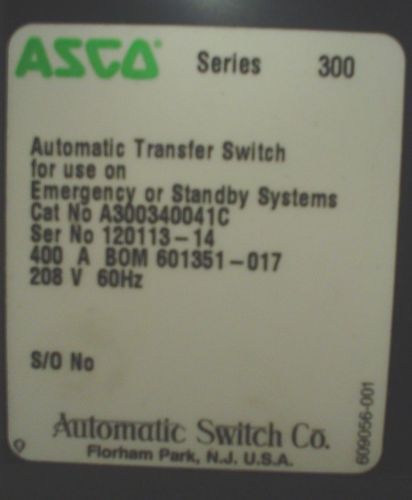 ASCO Series 300
Automatic Transfer Switch
for use on
Emergency or Standby Systems
Cat No A300340041C
Ser No 120113-14
400 A BOM 601351-017
208 V 60Hz
S/O No
Automatic Switch Co.
Florham Park, N.J. U.S.A.
609056-001